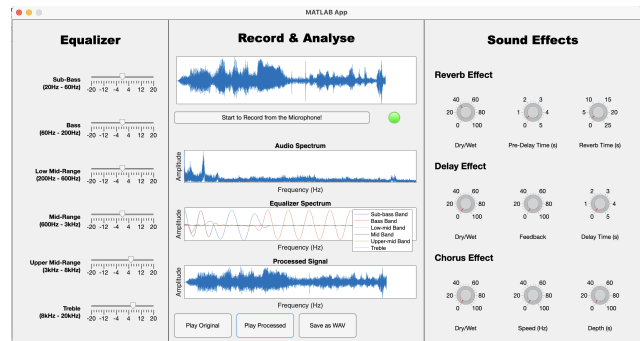 MATLAB App
Equalizer
Sub-Bass
(20Hz - 60Hz)
-20 -12 -4 4 12 20
Bass
(60Hz - 200Hz)
-20 -12 -4 4 12 20
Low Mid-Range
(200Hz - 600Hz)
-20 -12 -4 4 12 20
Mid-Range
(600Hz - 3kHz)
-20 -12 -4 4 12 20
Upper Mid-Range
(3kHz - 8kHz)
-20 -12 -4 4 12 20
Treble
(8kHz - 20kHz)
-20 -12 -4 4 12 20
Record & Analyse
Start to Record from the Microphone!
Audio Spectrum
Amplitude
Frequency (Hz)
Equalizer Spectrum
Amplitude
Sub-bass Band
Bass Band
Low-mid Band
Mid Band
Upper-mid Band
Treble
Frequency (Hz)
Processed Signal
Amplitude
Frequency (Hz)
Play Original
Play Processed
Save as WAV
Sound Effects
Reverb Effect
0 20 40 60 80 100
Dry/Wet
0 1 2 3 4 5
Pre-Delay Time (s)
0 5 10 15 20 25
Reverb Time (s)
Delay Effect
0 20 40 60 80 100
Dry/Wet
0 20 40 60 80 100
Feedback
0 1 2 3 4 5
Delay Time (s)
Chorus Effect
0 20 40 60 80 100
Dry/Wet
0 20 40 60 80 100
Speed (Hz)
0 20 40 60 80 100
Depth (s)